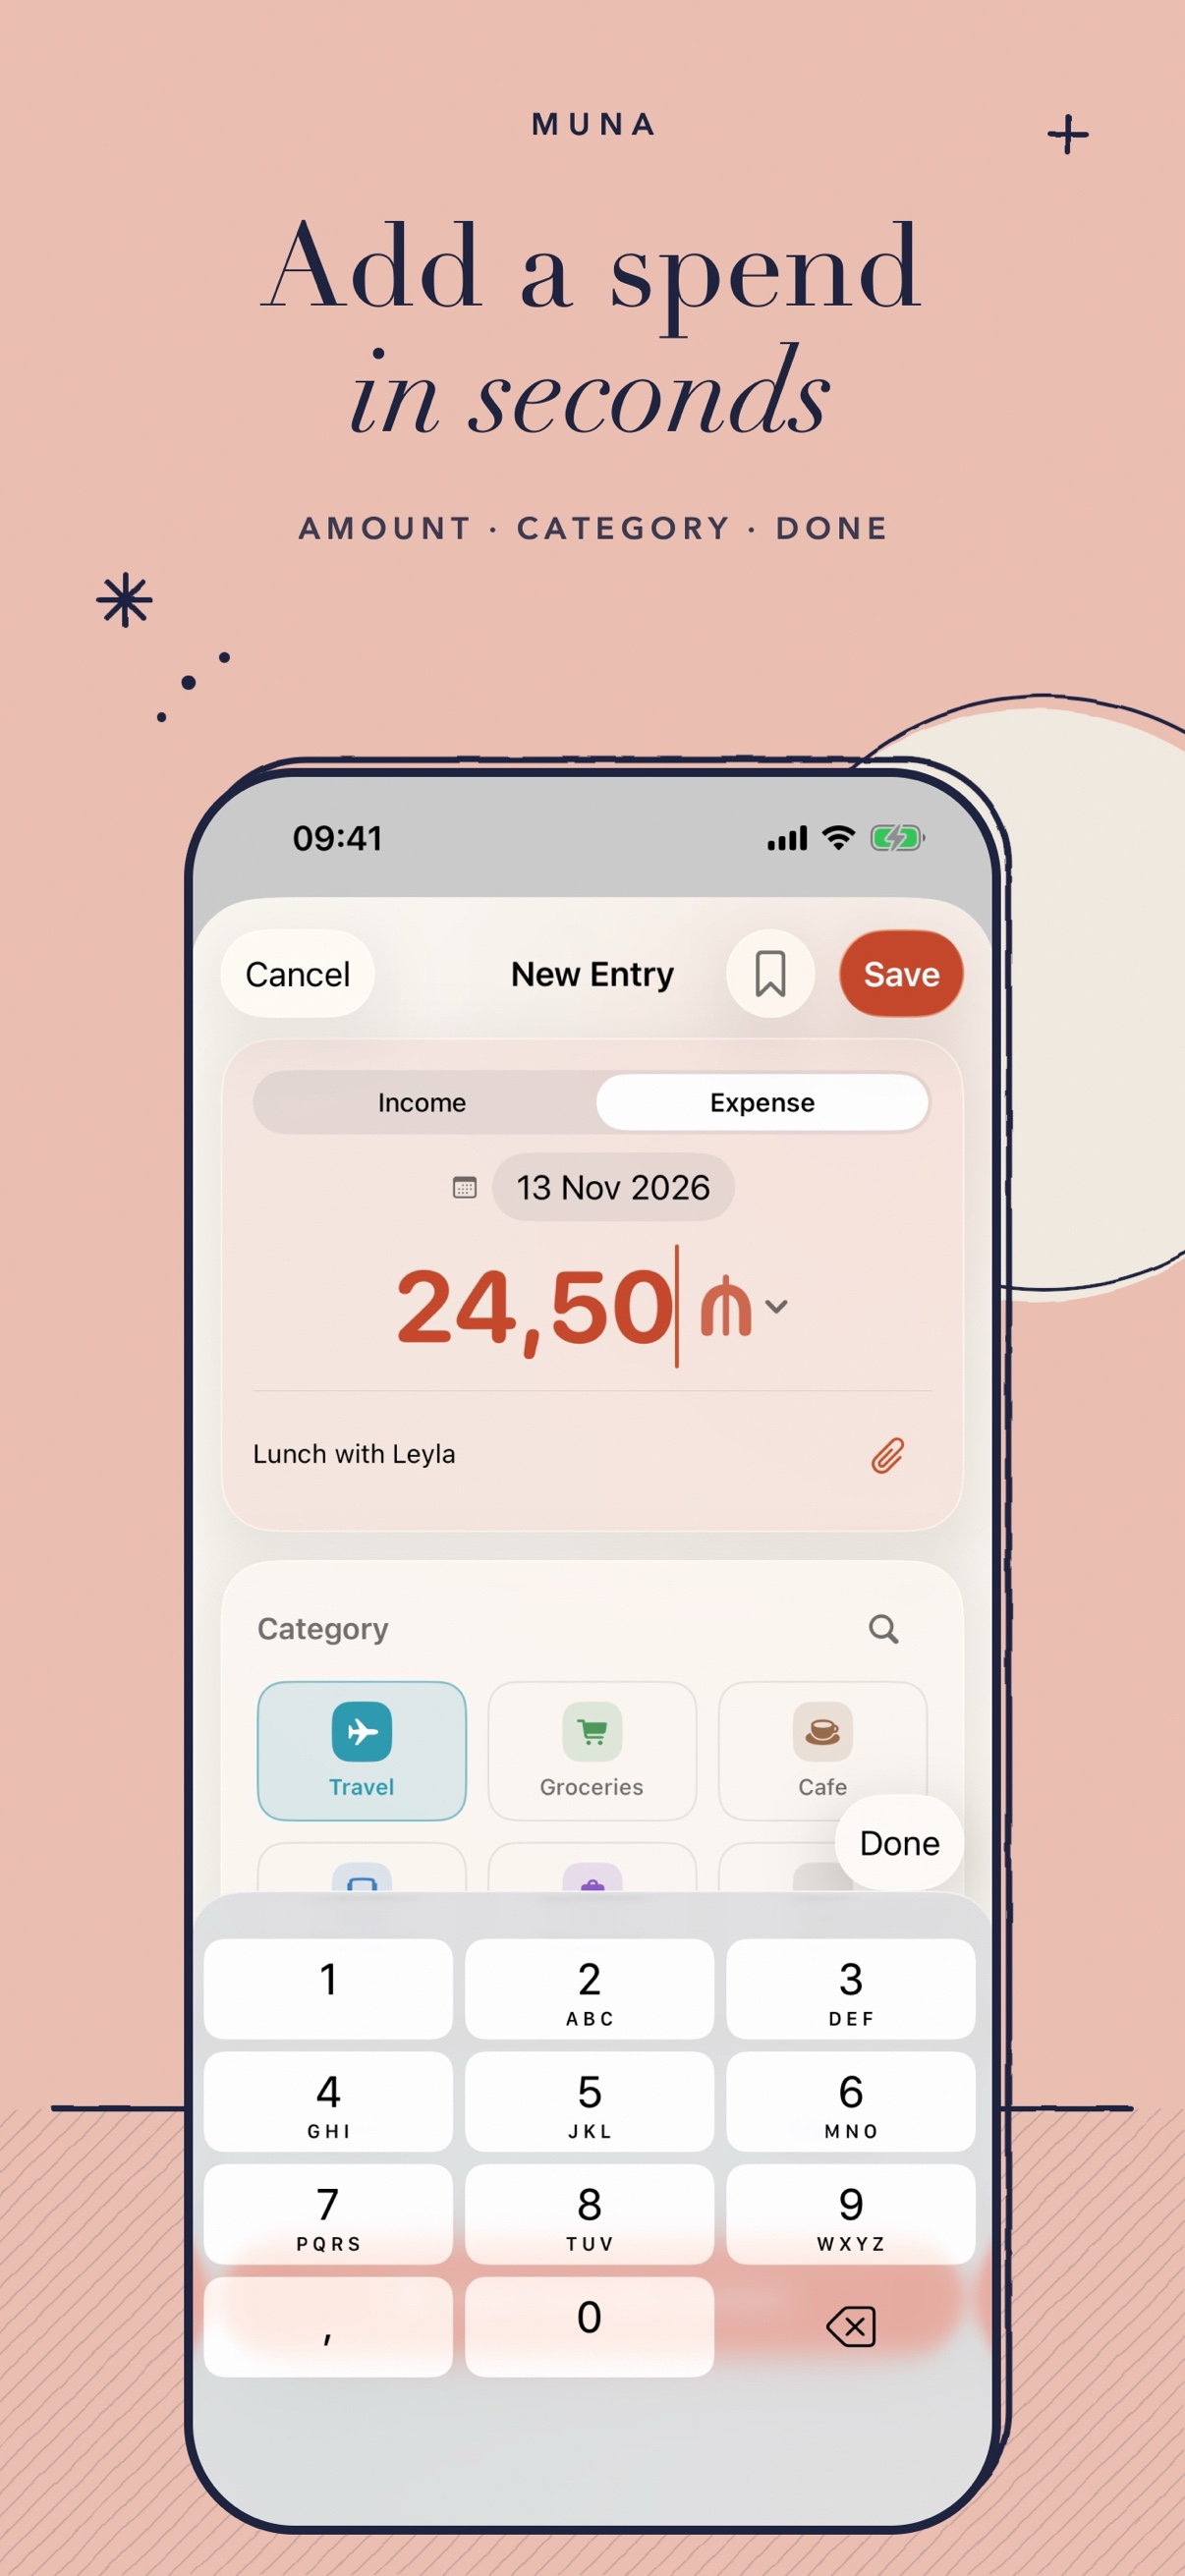 MUNA
Add a spend
in seconds
AMOUNT · CATEGORY · DONE
09:41
Cancel
New Entry
Save
Income
Expense
13 Nov 2026
24,50 ₼
Lunch with Leyla
Category
Travel
Groceries
Cafe
Done
1
2
ABC
3
DEF
4
GHI
5
JKL
6
MNO
7
PQRS
8
TUV
9
WXYZ
,
0